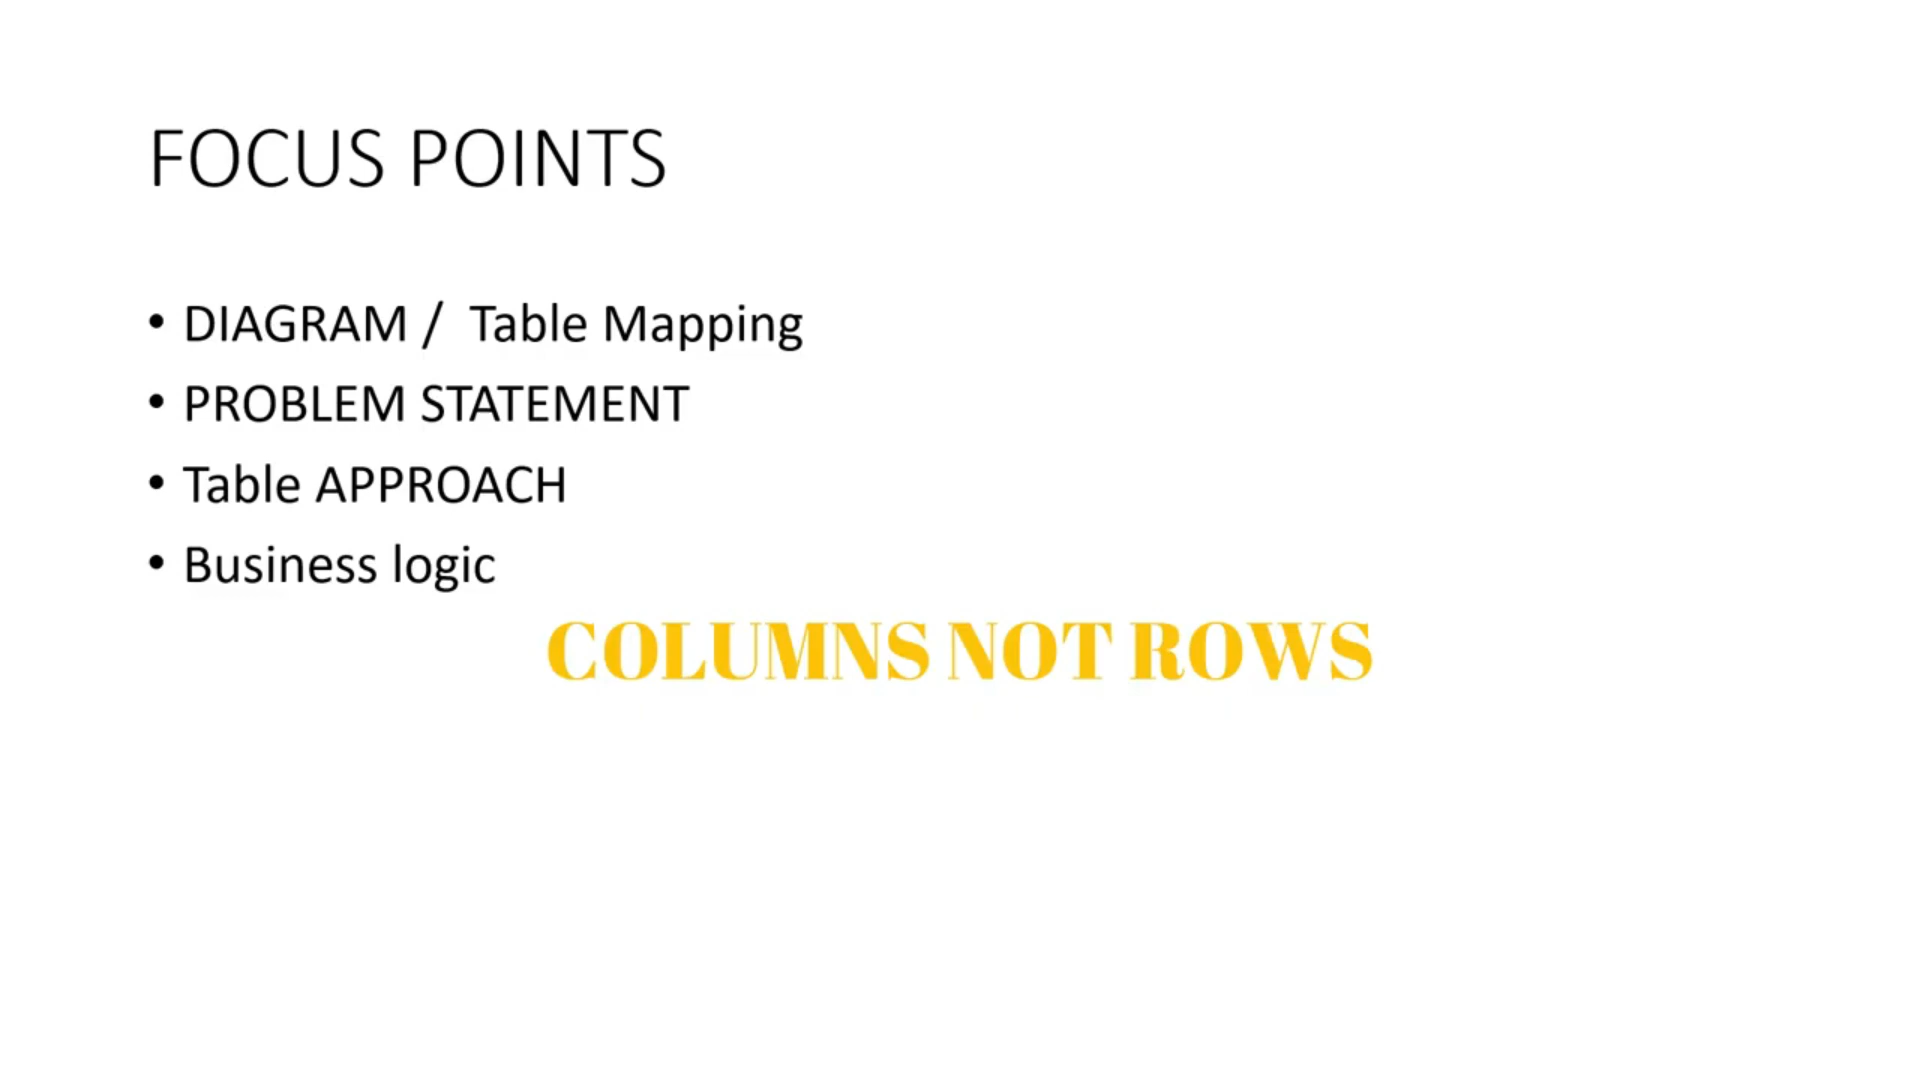 FOCUS POINTS
• DIAGRAM /  Table Mapping
• PROBLEM STATEMENT
• Table APPROACH
• Business logic
COLUMNS NOT ROWS